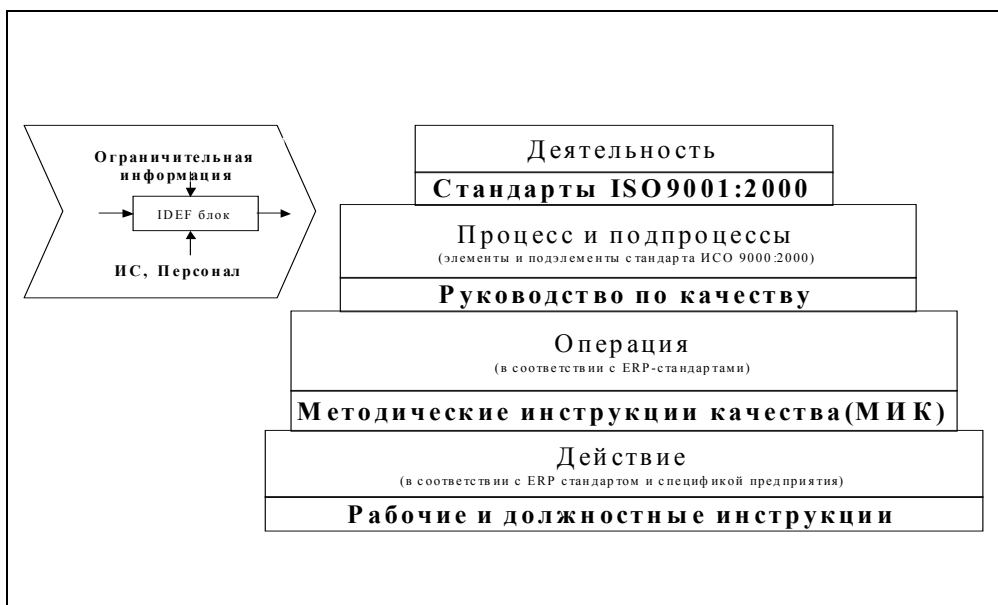 Ограничительная
информация
IDEF блок
ИС, Персонал
Деятельность
Стандарты ISO9001:2000
Процесс и подпроцессы
(элементы и подэлементы стандарта ИСО 9000:2000)
Руководство по качеству
Операция
(в соответствии с ERP-стандартами)
Методические инструкции качества(МИК)
Действие
(в соответствии с ERP стандартом и спецификой предприятия)
Рабочие и должностные инструкции